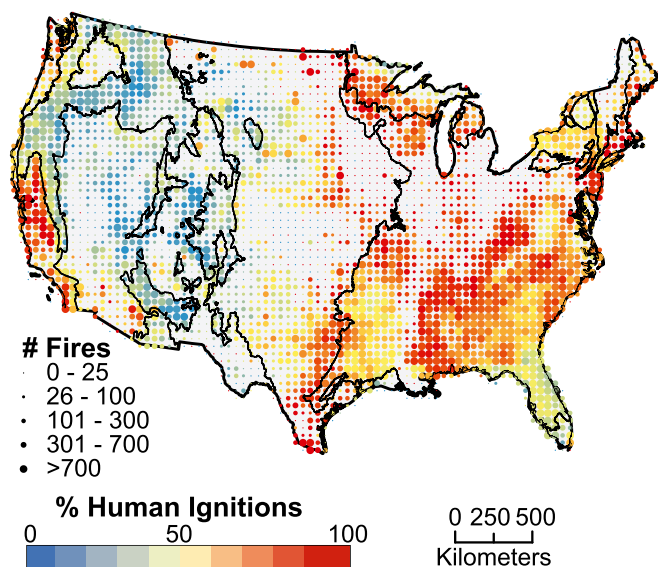 # Fires
0 - 25
26 - 100
101 - 300
301 - 700
>700
% Human Ignitions
0 50 100
0 250 500
Kilometers